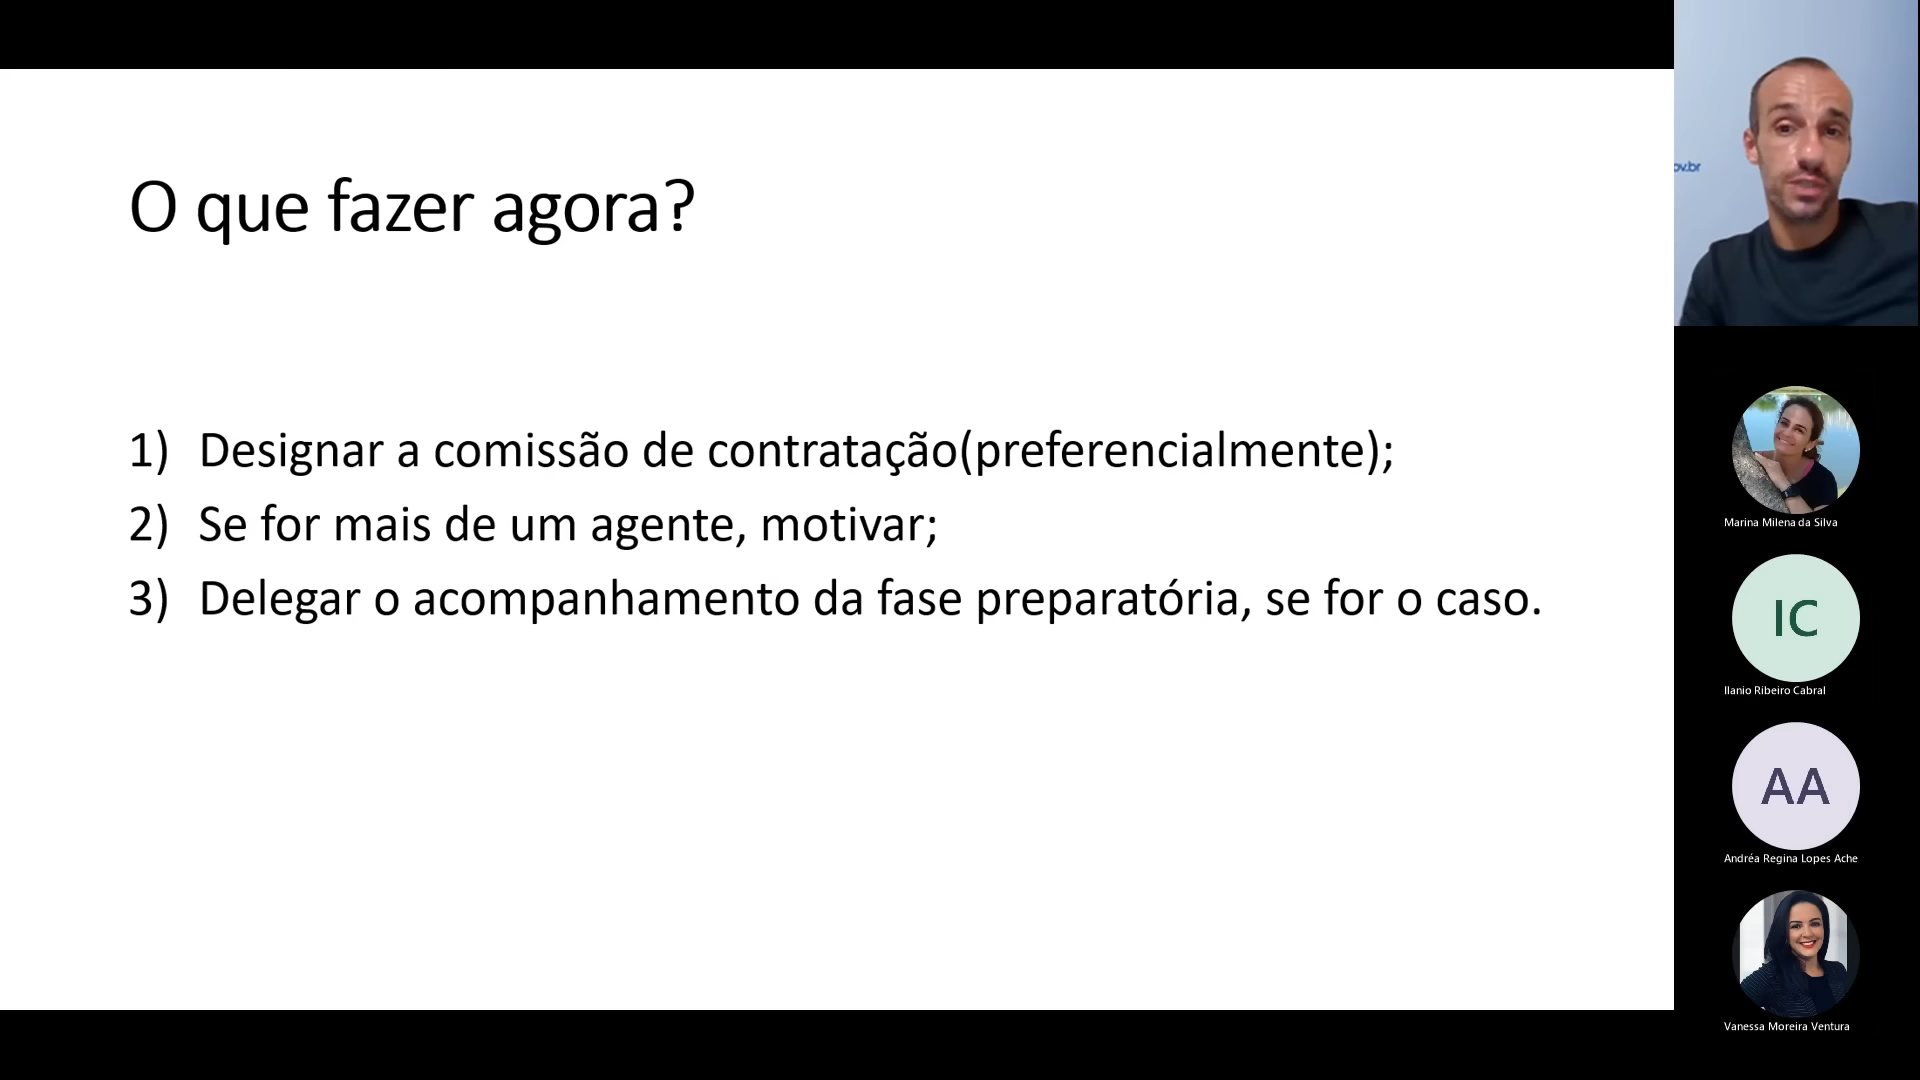 O que fazer agora?
1) Designar a comissão de contratação(preferencialmente);
2) Se for mais de um agente, motivar;
3) Delegar o acompanhamento da fase preparatória, se for o caso.
ov.br
Marina Milena da Silva
IC
Ilanio Ribeiro Cabral
AA
Andréa Regina Lopes Ache
Vanessa Moreira Ventura